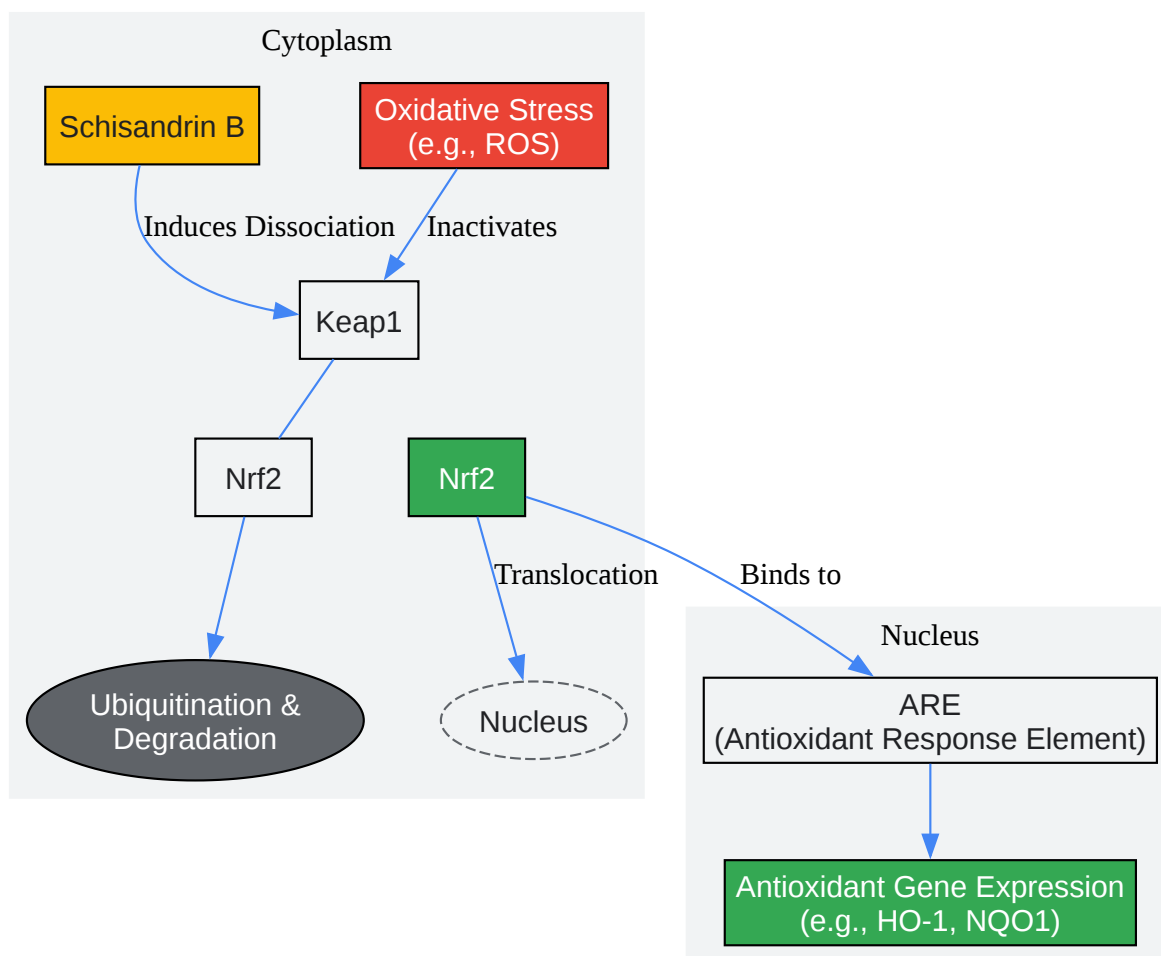 Cytoplasm
Schisandrin B
Oxidative Stress
(e.g., ROS)
Induces Dissociation
Inactivates
Keap1
Nrf2
Nrf2
Translocation
Binds to
Nucleus
Ubiquitination &
Degradation
Nucleus
ARE
(Antioxidant Response Element)
Antioxidant Gene Expression
(e.g., HO-1, NQO1)